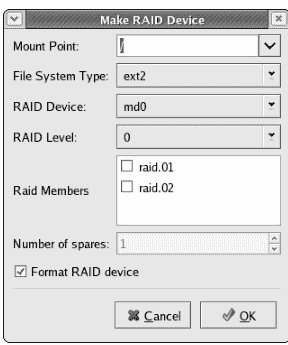 Make RAID Device
Mount Point: /
File System Type: ext2
RAID Device: md0
RAID Level: 0
raid.01
raid.02
Raid Members
Number of spares: 1
Format RAID device
Cancel OK